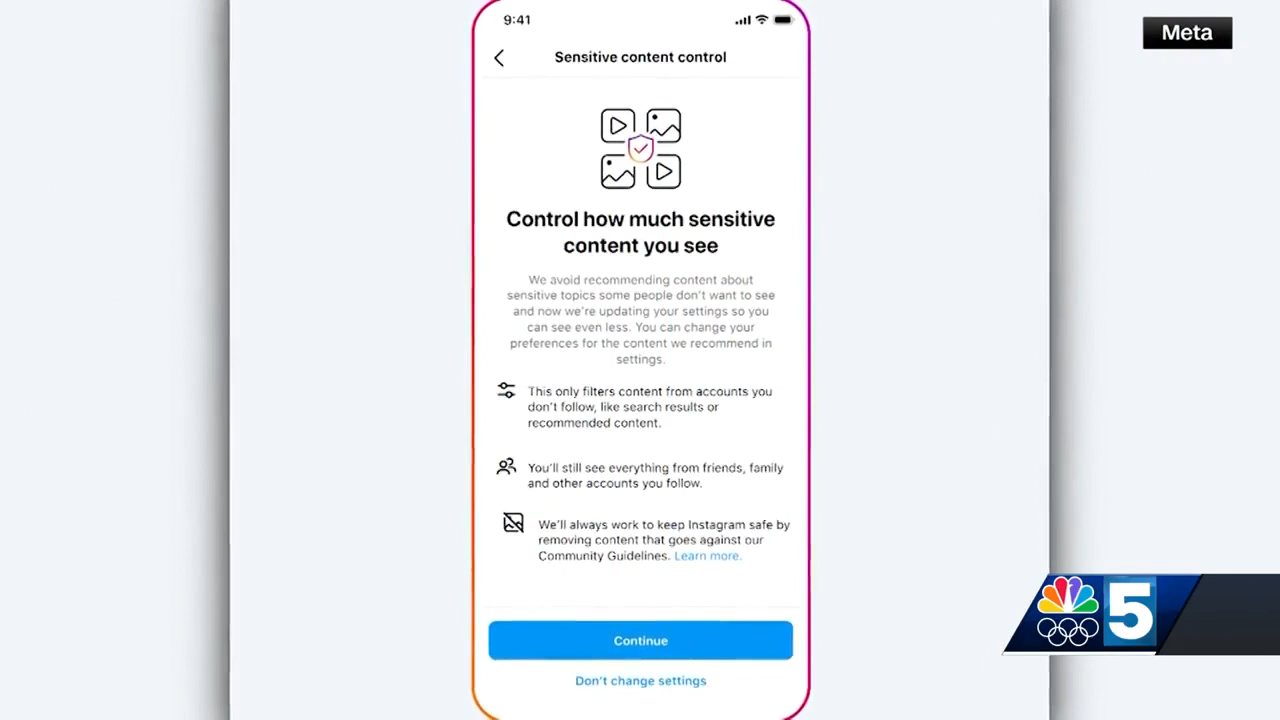 9:41
Meta
Sensitive content control
Control how much sensitive
content you see
We avoid recommending content about
sensitive topics some people don't want to see
and now we're updating your settings so you
can see even less. You can change your
preferences for the content we recommend in
settings.
This only filters content from accounts you
don't follow, like search results or
recommended content.
You'll still see everything from friends, family
and other accounts you follow.
We'll always work to keep Instagram safe by
removing content that goes against our
Community Guidelines. Learn more.
5
Continue
Don't change settings